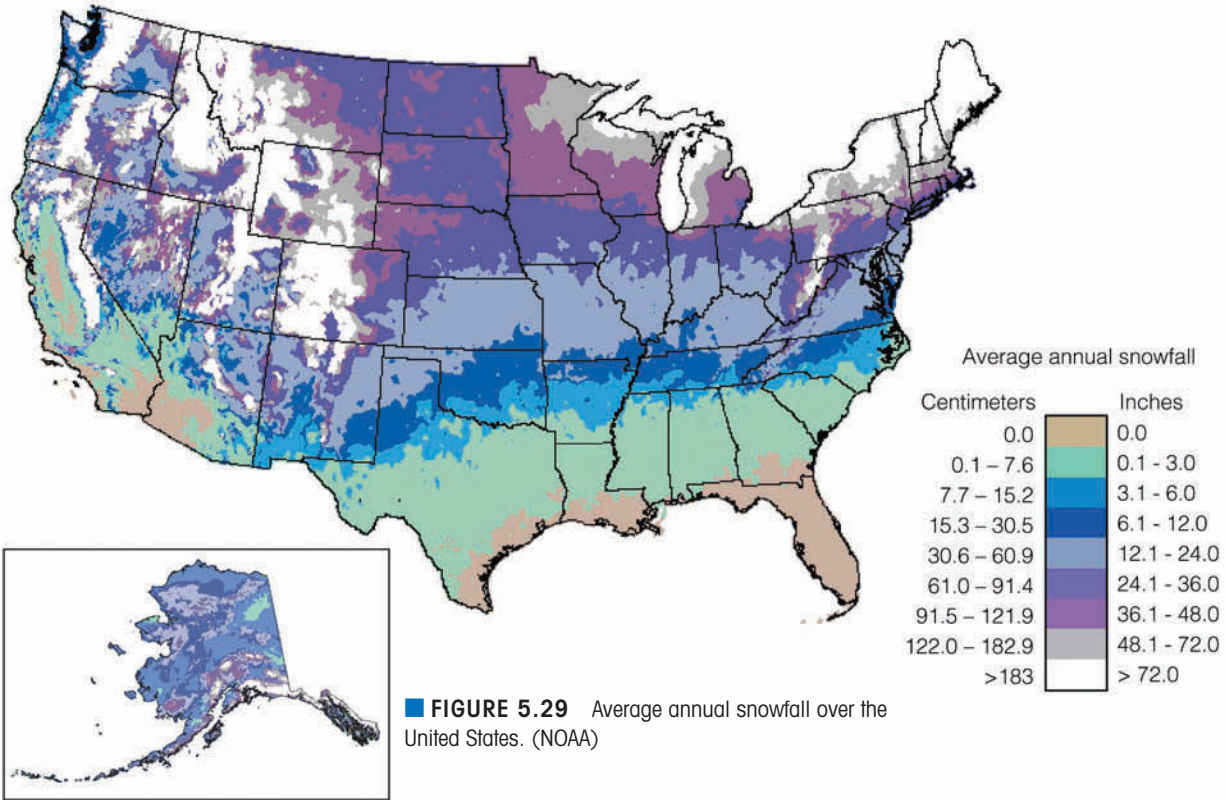 Average annual snowfall
Centimeters Inches
0.0 0.0
0.1 – 7.6 0.1 - 3.0
7.7 – 15.2 3.1 - 6.0
15.3 – 30.5 6.1 - 12.0
30.6 – 60.9 12.1 - 24.0
61.0 – 91.4 24.1 - 36.0
91.5 – 121.9 36.1 - 48.0
122.0 – 182.9 48.1 - 72.0
>183 > 72.0
FIGURE 5.29 Average annual snowfall over the
United States. (NOAA)